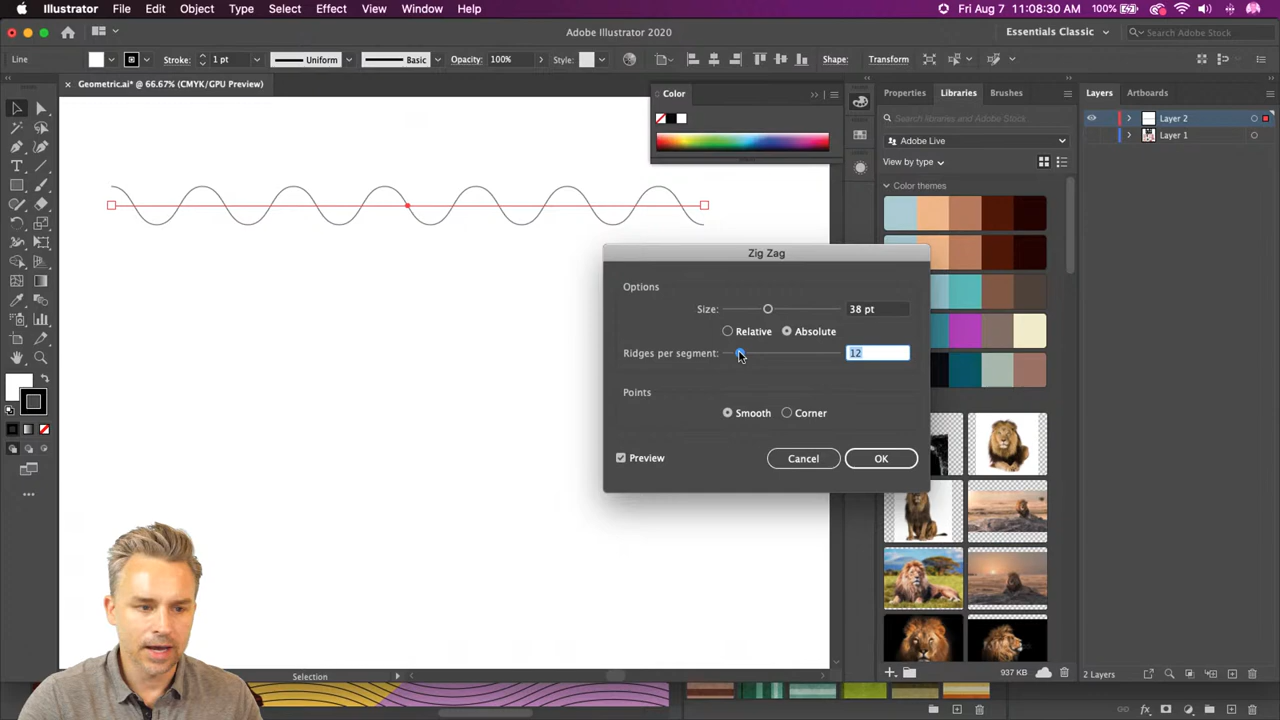 Illustrator File Edit Object Type Select Effect View Window Help 100% Fri Aug 7 11:08:30 AM
Adobe Illustrator 2020
Essentials Classic
Search Adobe Stock
Line Stroke: 1 pt Uniform Basic Opacity: 100% Style: Shape: Transform
Geometric.ai* @ 66.67% (CMYK/GPU Preview)
Color
Properties Libraries Brushes
Layers Artboards
Search libraries and Adobe Stock
Layer 2
Adobe Live
Layer 1
View by type
Color themes
Zig Zag
Options
Size: 38 pt
Relative Absolute
Ridges per segment: 12
Points
Smooth Corner
Preview Cancel OK
Selection
937 KB
2 Layers